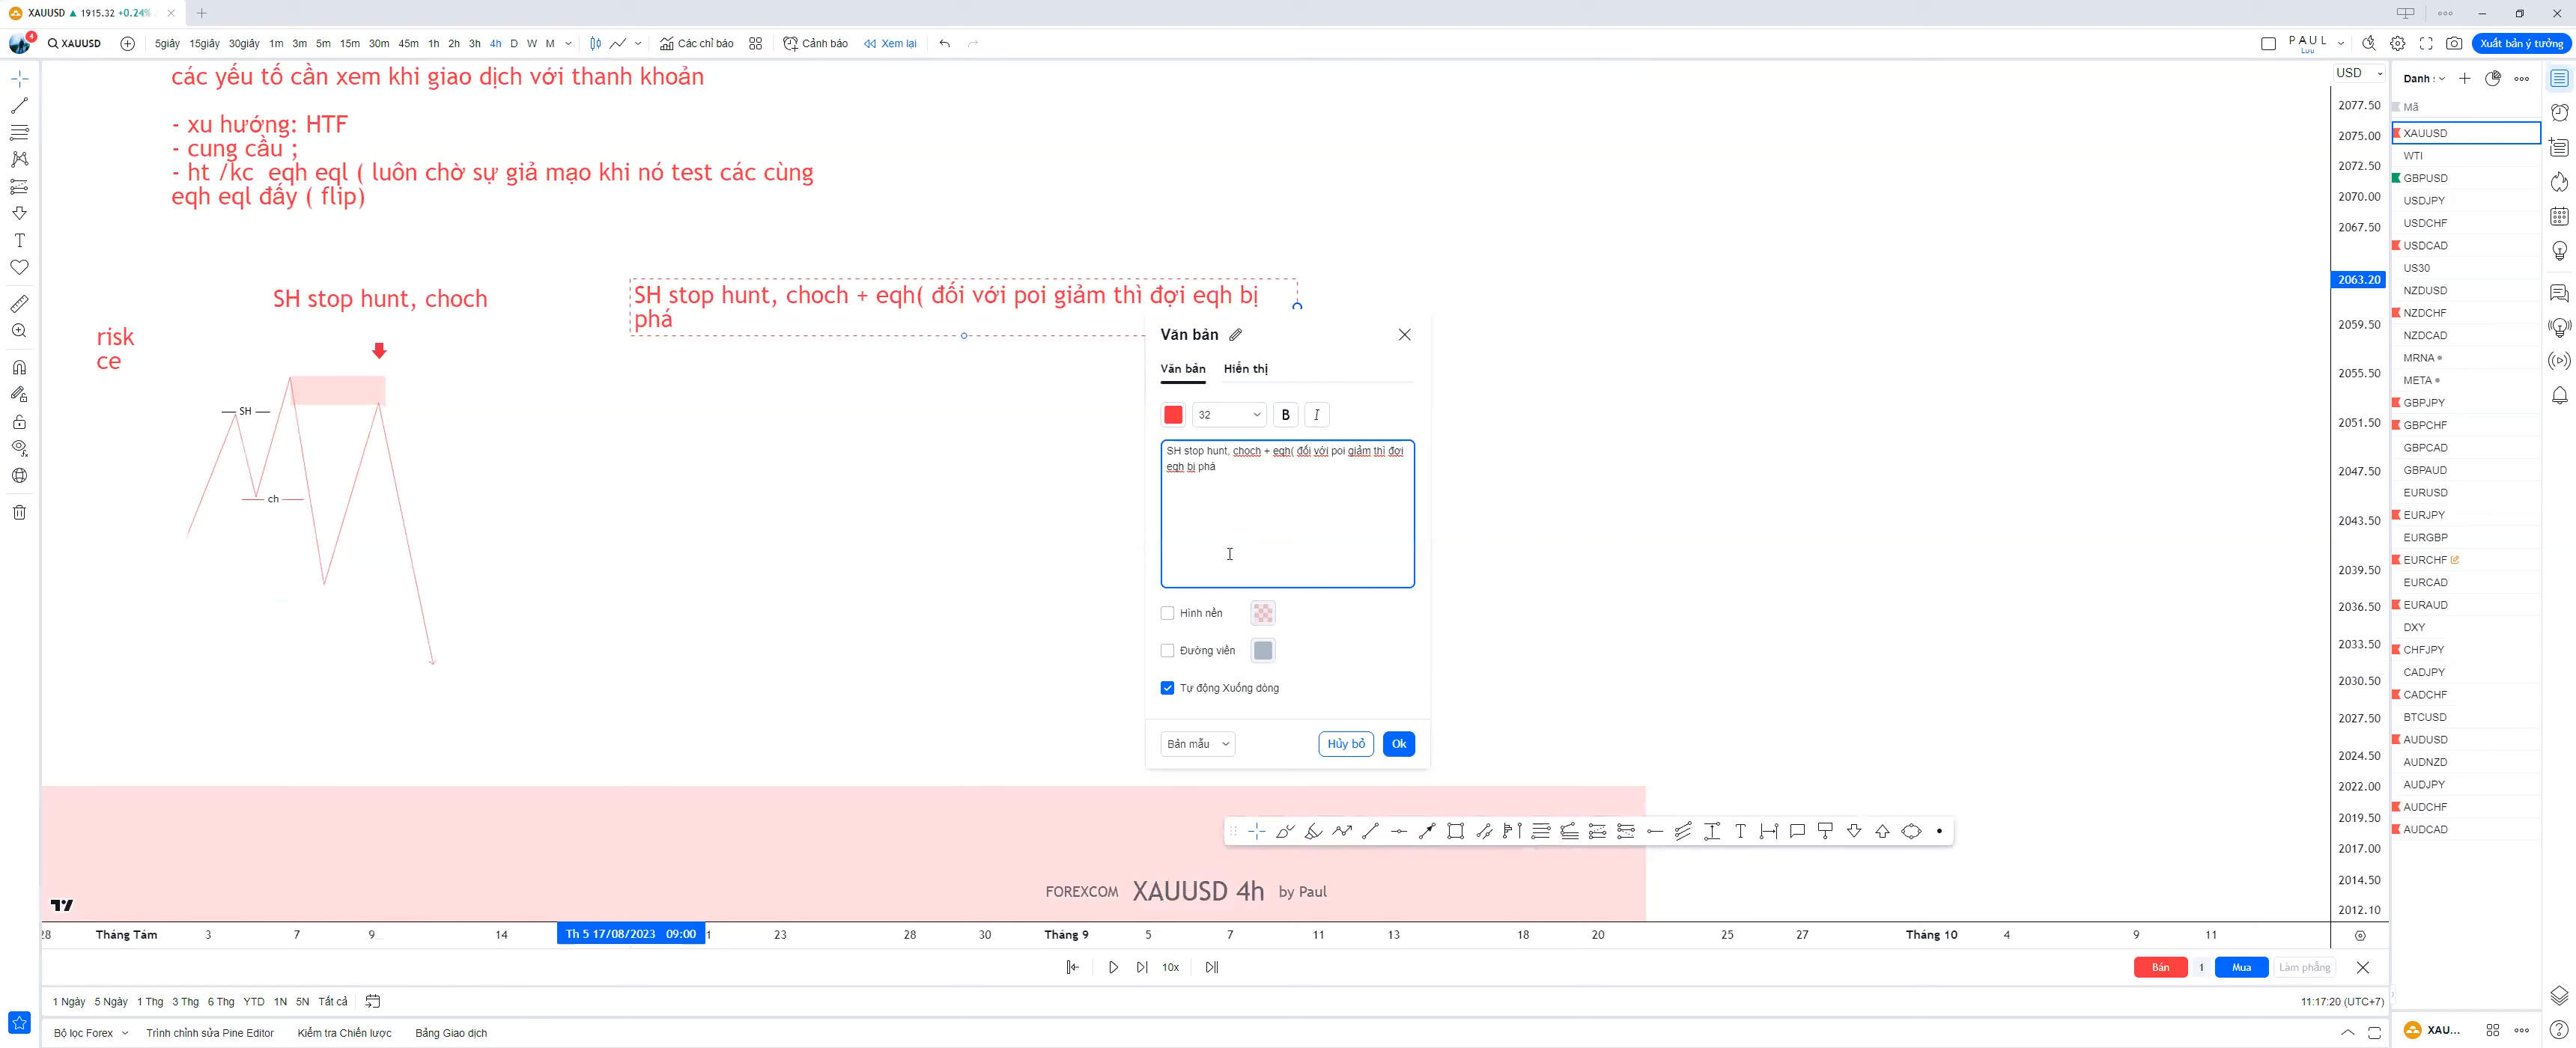 XAUUSD ▲ 1915.32 +0.24%
4
XAUUSD
5giây 15giây 30giây 1m 3m 5m 15m 30m 45m 1h 2h 3h 4h D W M
Các chỉ báo
Cảnh báo
Xem lại
PAUL
Lưu
Xuất bản ý tưởng
các yếu tố cần xem khi giao dịch với thanh khoản
- xu hướng: HTF
- cung cầu ;
- ht /kc eqh eql ( luôn chờ sự giả mạo khi nó test các cùng
eqh eql đấy ( flip)
SH stop hunt, choch
SH stop hunt, choch + eqh( đối với poi giảm thì đợi eqh bị
phá
risk
ce
SH
ch
Văn bản
Văn bản Hiển thị
32 B I
SH stop hunt, choch + eqh( đối với poi giảm thì đợi
eqh bị phá
Hình nền
Đường viền
Tự động Xuống dòng
Bản mẫu
Hủy bỏ
Ok
FOREXCOM XAUUSD 4h by Paul
USD
2077.50
2075.00
2072.50
2070.00
2067.50
2063.20
2059.50
2055.50
2051.50
2047.50
2043.50
2039.50
2036.50
2033.50
2030.50
2027.50
2024.50
2022.00
2019.50
2017.00
2014.50
2012.10
28 Tháng Tám 3 7 9 14 Th 5 17/08/2023 09:00 1 23 28 30 Tháng 9 5 7 11 13 18 20 25 27 Tháng 10 4 9 11
10x
Bán 1 Mua Làm phẳng
1 Ngày 5 Ngày 1 Thg 3 Thg 6 Thg YTD 1N 5N Tất cả
11:17:20 (UTC+7)
Bộ lọc Forex Trình chỉnh sửa Pine Editor Kiểm tra Chiến lược Bảng Giao dịch
Danh :
Mã
XAUUSD
WTI
GBPUSD
USDJPY
USDCHF
USDCAD
US30
NZDUSD
NZDCHF
NZDCAD
MRNA
META
GBPJPY
GBPCHF
GBPCAD
GBPAUD
EURUSD
EURJPY
EURGBP
EURCHF
EURCAD
EURAUD
DXY
CHFJPY
CADJPY
CADCHF
BTCUSD
AUDUSD
AUDNZD
AUDJPY
AUDCHF
AUDCAD
XAU...